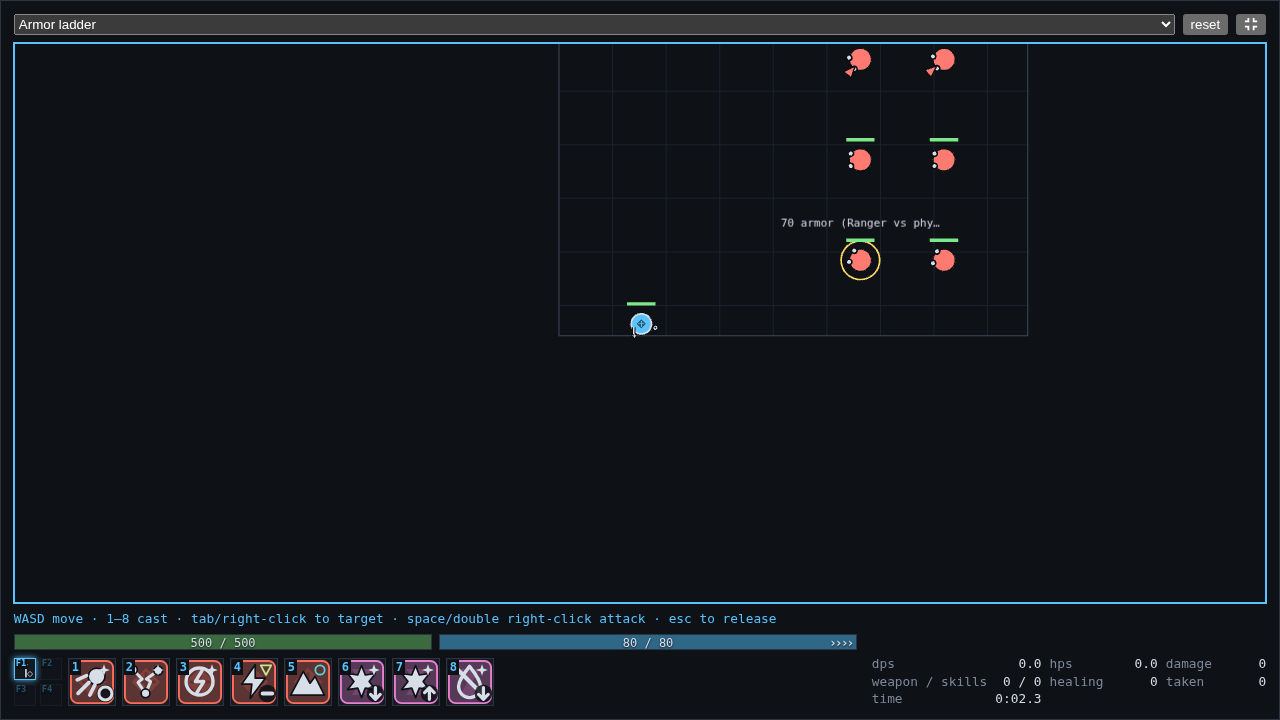 Armor ladder
reset
70 armor (Ranger vs phy…
WASD move · 1–8 cast · tab/right-click to target · space/double right-click attack · esc to release
500 / 500
80 / 80 ››››
F1 F2
F3 F4
1 2 3 4 5 6 7 8
dps 0.0 hps 0.0 damage 0
weapon / skills 0 / 0 healing 0 taken 0
time 0:02.3